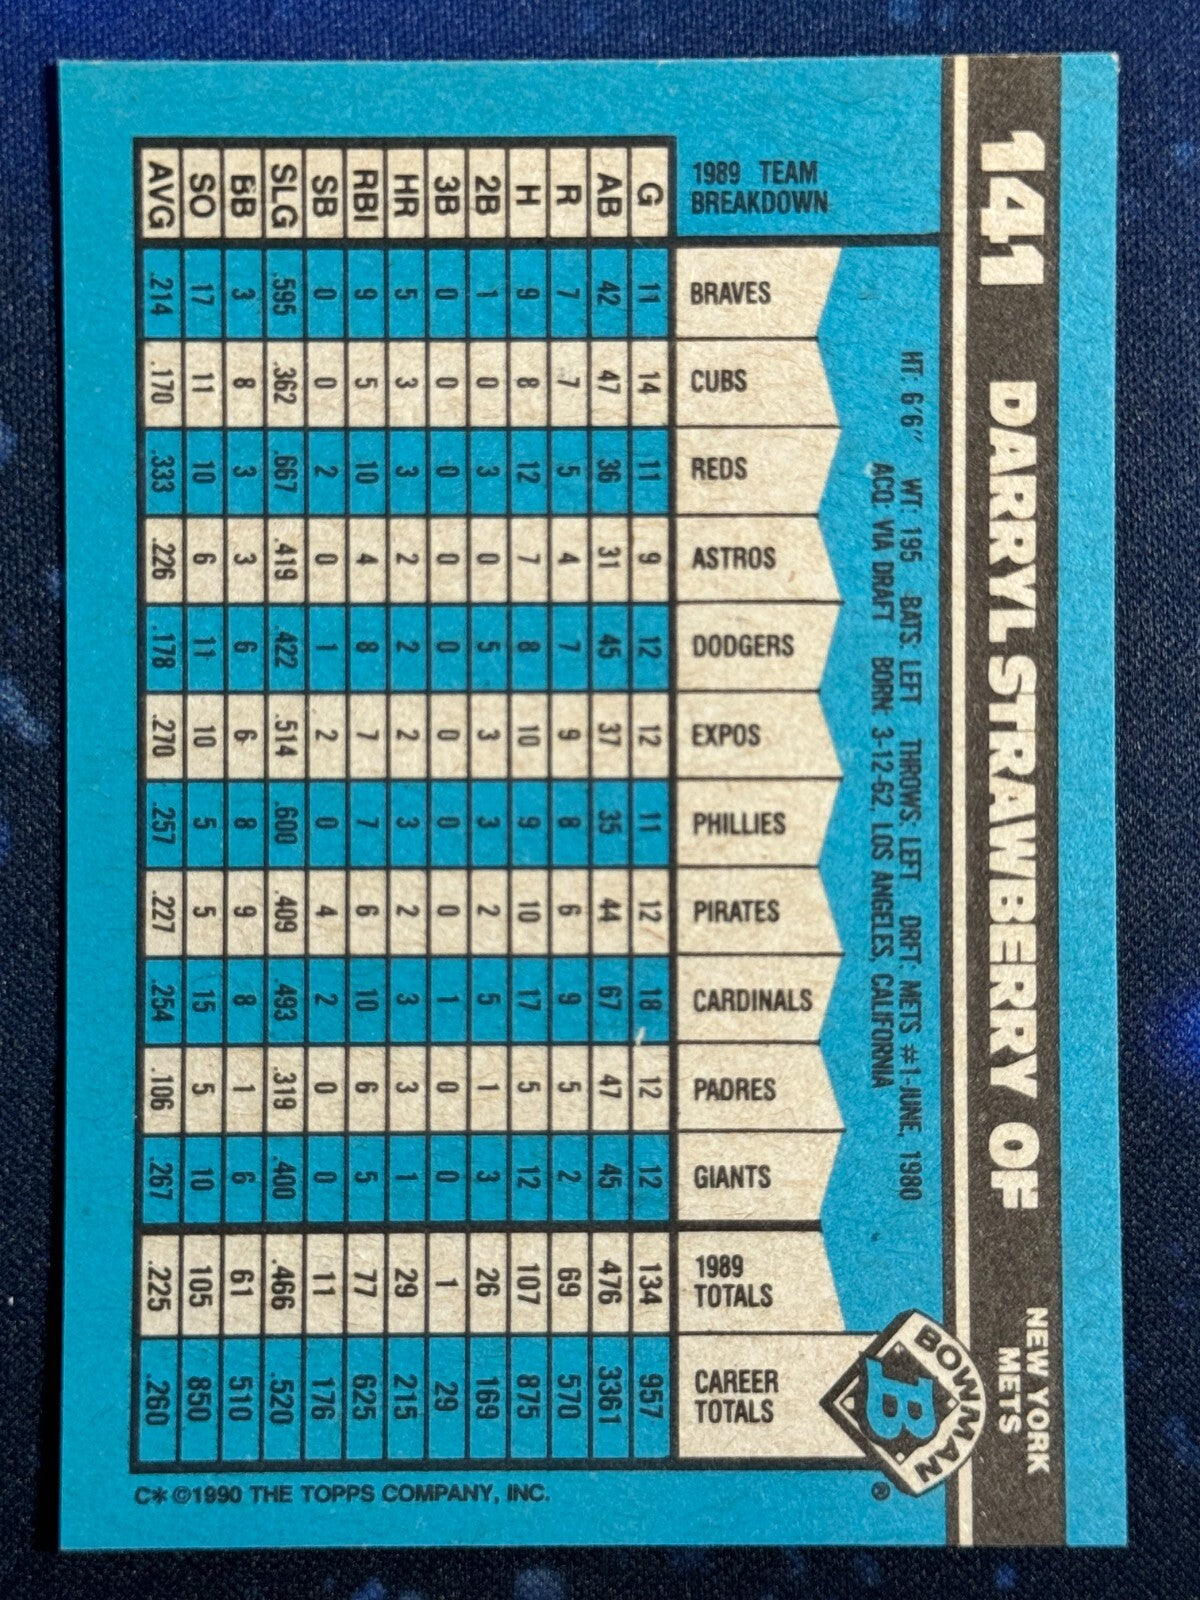 141 DARRYL STRAWBERRY OF
NEW YORK
METS
HT: 6'6" WT: 195 BATS: LEFT THROWS: LEFT DRFT: METS #1-JUNE, 1980
ACQ: VIA DRAFT BORN: 3-12-62, LOS ANGELES, CALIFORNIA
BOWMAN
B
®
1989 TEAM
BREAKDOWN
G AB R H 2B 3B HR RBI SB SLG BB SO AVG
BRAVES 11 42 7 9 1 0 5 9 0 .595 3 17 .214
CUBS 14 47 7 8 0 0 3 5 0 .362 8 11 .170
REDS 11 36 5 12 3 0 3 10 2 .667 3 10 .333
ASTROS 9 31 4 7 0 0 2 4 0 .419 3 6 .226
DODGERS 12 45 7 8 5 0 2 8 1 .422 6 11 .178
EXPOS 12 37 9 10 3 0 2 7 2 .514 6 10 .270
PHILLIES 11 35 8 9 3 0 3 7 0 .600 8 5 .257
PIRATES 12 44 6 10 2 0 2 6 4 .409 9 5 .227
CARDINALS 18 67 9 17 5 1 3 10 2 .493 8 15 .254
PADRES 12 47 5 5 1 0 3 6 0 .319 1 5 .106
GIANTS 12 45 2 12 3 0 1 5 0 .400 6 10 .267
1989
TOTALS 134 476 69 107 26 1 29 77 11 .466 61 105 .225
CAREER
TOTALS 957 3361 570 875 169 29 215 625 176 .520 510 850 .260
C*©1990 THE TOPPS COMPANY, INC.